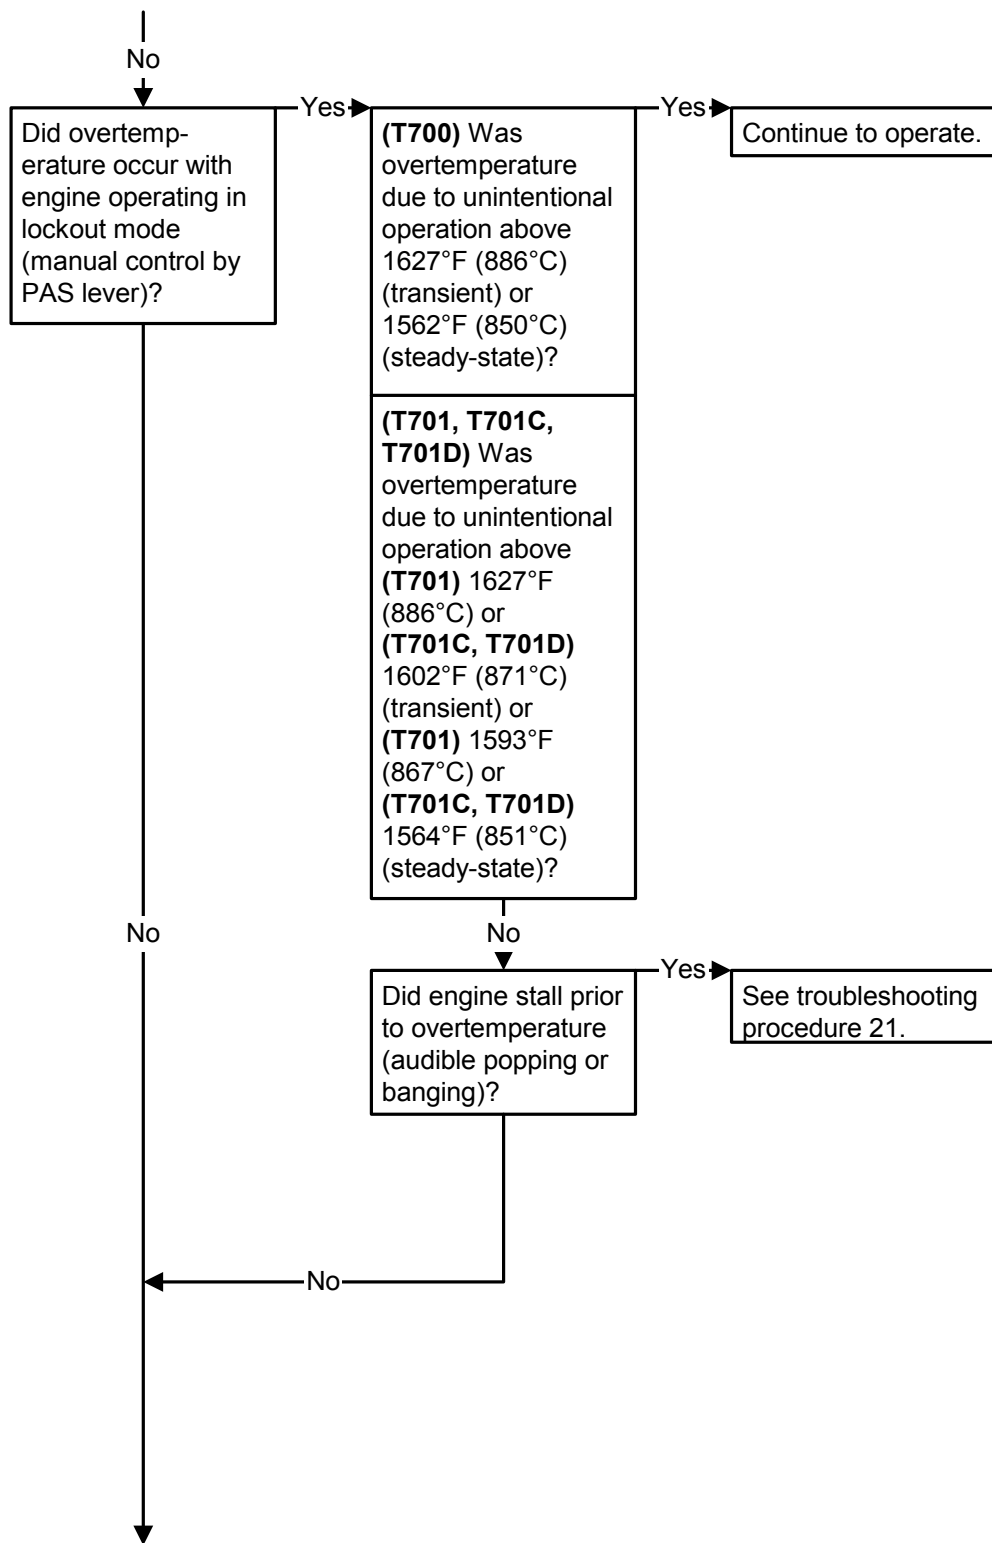 No
Did overtemp-
erature occur with
engine operating in
lockout mode
(manual control by
PAS lever)?
Yes
(T700) Was
overtemperature
due to unintentional
operation above
1627°F (886°C)
(transient) or
1562°F (850°C)
(steady-state)?
Yes
Continue to operate.
(T701, T701C,
T701D) Was
overtemperature
due to unintentional
operation above
(T701) 1627°F
(886°C) or
(T701C, T701D)
1602°F (871°C)
(transient) or
(T701) 1593°F
(867°C) or
(T701C, T701D)
1564°F (851°C)
(steady-state)?
No
No
Did engine stall prior
to overtemperature
(audible popping or
banging)?
Yes
See troubleshooting
procedure 21.
No